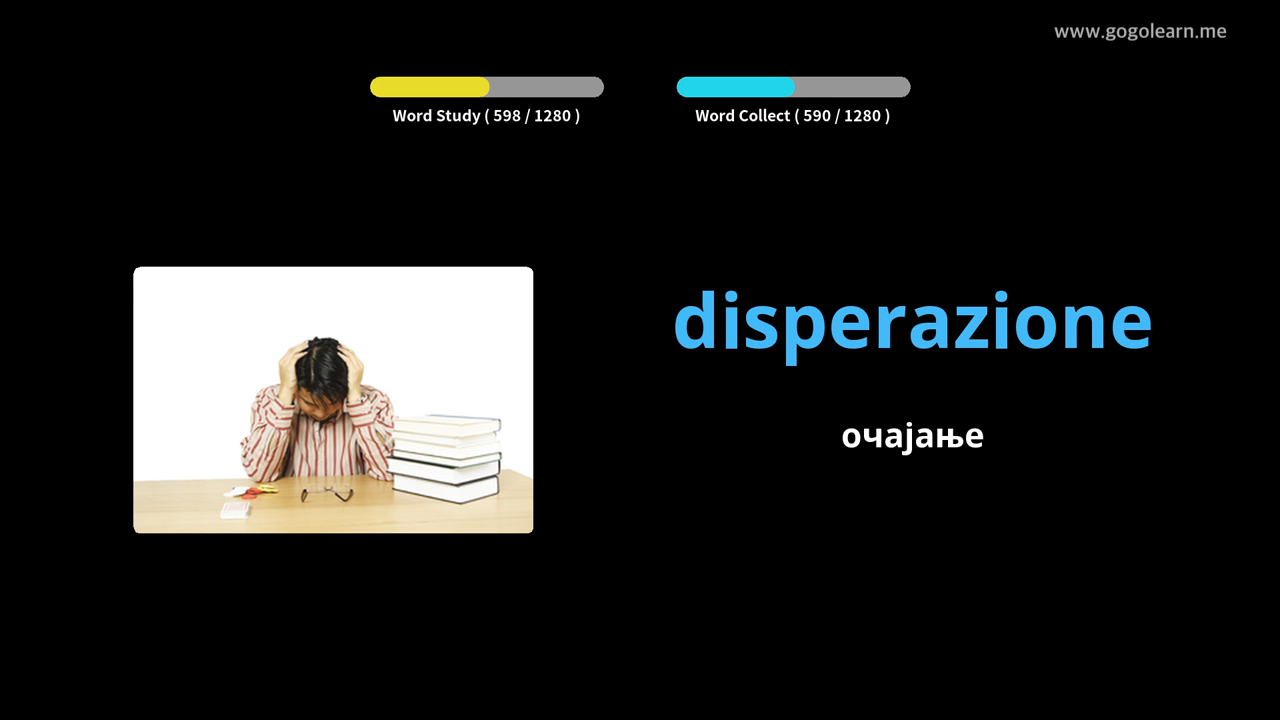 www.gogolearn.me
Word Study ( 598 / 1280 )
Word Collect ( 590 / 1280 )
disperazione
очајање